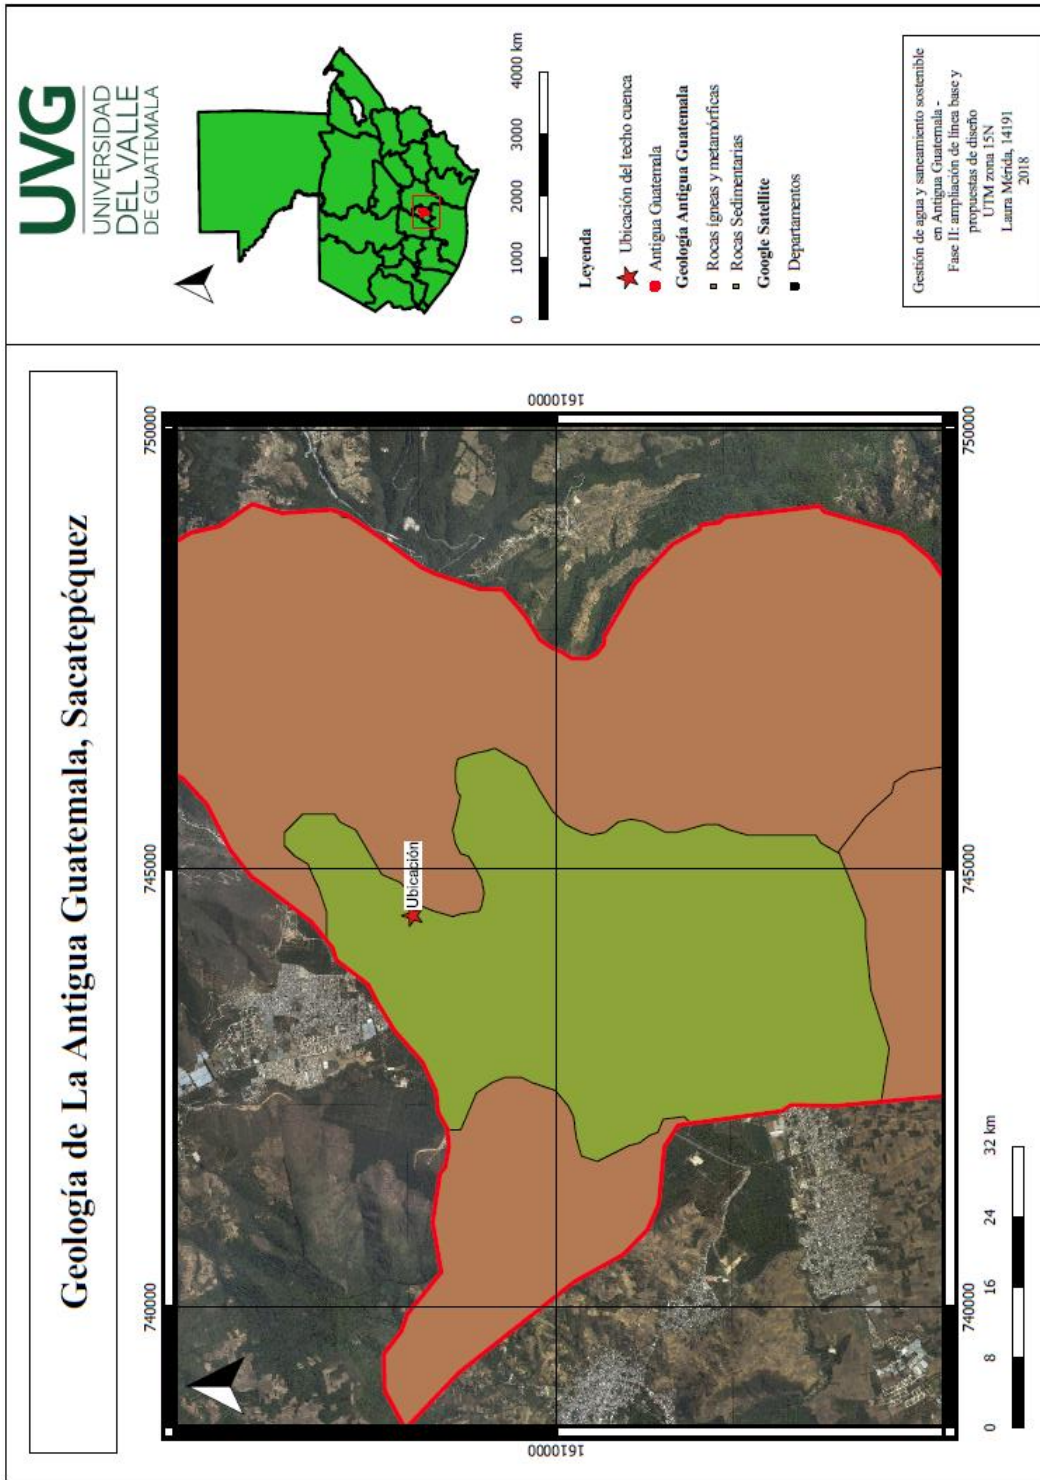 Geología de La Antigua Guatemala, Sacatepéquez
740000
745000
750000
1610000
1610000
Ubicación
740000
745000
750000
0 8 16 24 32 km
UVG
UNIVERSIDAD
DEL VALLE
DE GUATEMALA
0 1000 2000 3000 4000 km
Leyenda
Ubicación del techo cuenca
Antigua Guatemala
Geología Antigua Guatemala
Rocas ígneas y metamórficas
Rocas Sedimentarias
Google Satellite
Departamentos
Gestión de agua y saneamiento sostenible
en Antigua Guatemala -
Fase II: ampliación de línea base y
propuestas de diseño
UTM zona 15N
Laura Mérida, 14191
2018